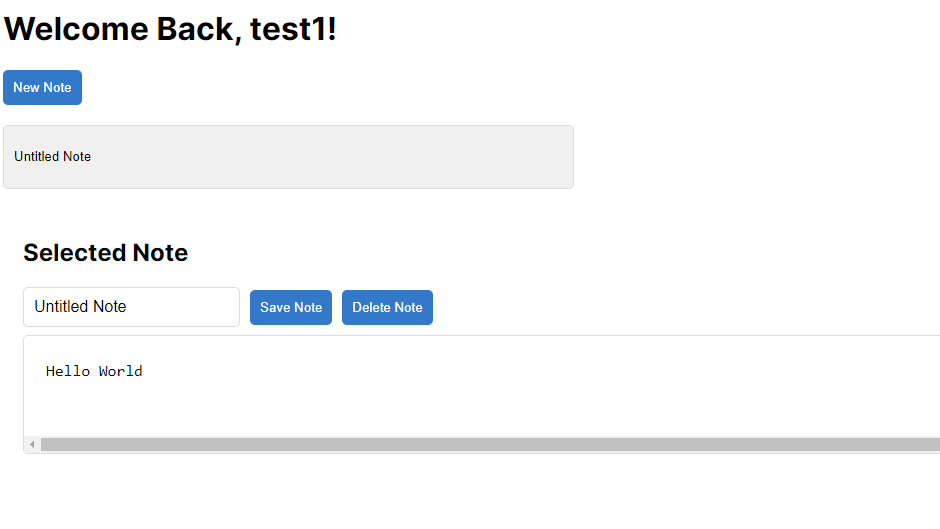 Welcome Back, test1!
New Note
Untitled Note
Selected Note
Untitled Note Save Note Delete Note
Hello World